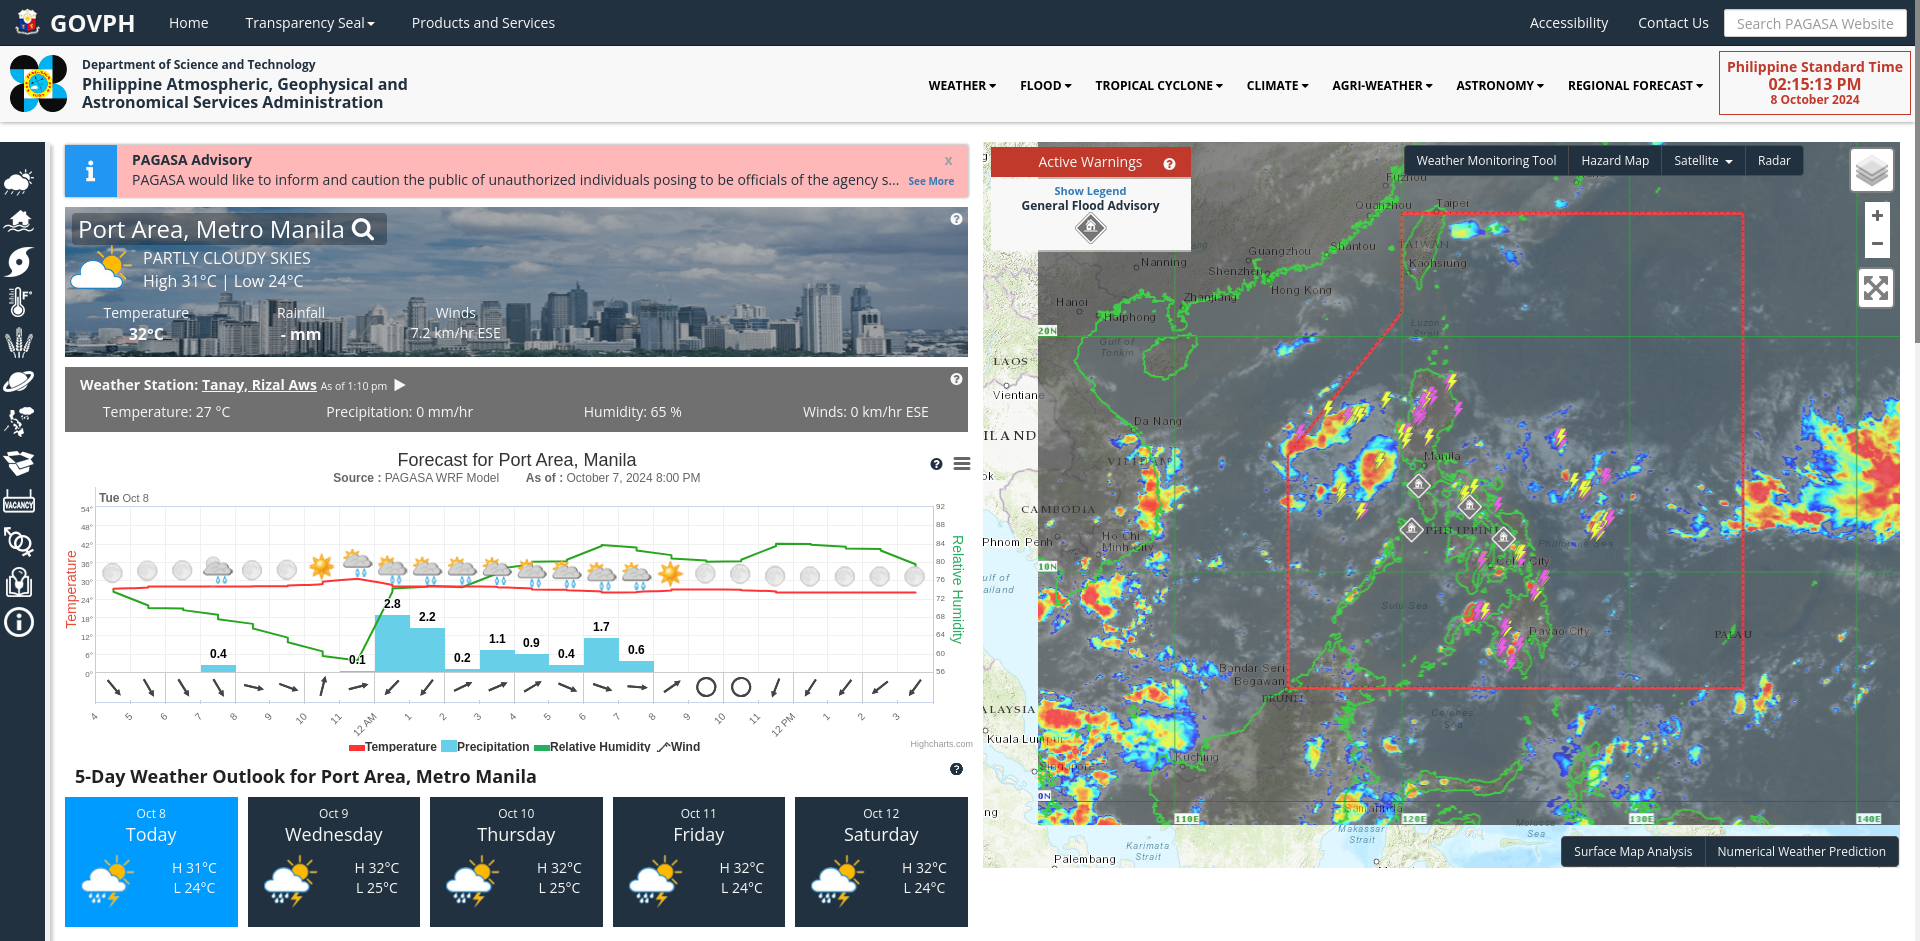 GOVPH
Home
Transparency Seal
Products and Services
Accessibility
Contact Us
Search PAGASA Website
Department of Science and Technology
Philippine Atmospheric, Geophysical and
Astronomical Services Administration
WEATHER
FLOOD
TROPICAL CYCLONE
CLIMATE
AGRI-WEATHER
ASTRONOMY
REGIONAL FORECAST
Philippine Standard Time
02:15:13 PM
8 October 2024
VACANCY
PAGASA Advisory
x
PAGASA would like to inform and caution the public of unauthorized individuals posing to be officials of the agency s...
See More
Port Area, Metro Manila
PARTLY CLOUDY SKIES
High 31°C | Low 24°C
Temperature
Rainfall
Winds
32°C
- mm
7.2 km/hr ESE
Weather Station: Tanay, Rizal Aws As of 1:10 pm
Temperature: 27 °C
Precipitation: 0 mm/hr
Humidity: 65 %
Winds: 0 km/hr ESE
Forecast for Port Area, Manila
Source : PAGASA WRF Model
As of : October 7, 2024 8:00 PM
Tue Oct 8
Temperature
54°
48°
42°
36°
30°
24°
18°
12°
6°
0°
0.4
0.1
2.8
2.2
0.2
1.1
0.9
0.4
1.7
0.6
92
88
84
80
76
72
68
64
60
56
Relative Humidity
4
5
6
7
8
9
10
11
12 AM
1
2
3
4
5
6
7
8
9
10
11
12 PM
1
2
3
Temperature
Precipitation
Relative Humidity
Wind
Highcharts.com
5-Day Weather Outlook for Port Area, Metro Manila
Oct 8
Today
H 31°C
L 24°C
Oct 9
Wednesday
H 32°C
L 25°C
Oct 10
Thursday
H 32°C
L 25°C
Oct 11
Friday
H 32°C
L 24°C
Oct 12
Saturday
H 32°C
L 24°C
Active Warnings
Show Legend
General Flood Advisory
Weather Monitoring Tool
Hazard Map
Satellite
Radar
+
−
Fuzhou
Quanzhou
Taipei
TAIWAN
Kaohsiung
Guangzhou
Shantou
Nanning
Shenzhen
Hong Kong
Zhanjiang
Hanoi
Haiphong
Gulf of
Tonkin
Luzon
Strait
20N
LAOS
Vientiane
Da Nang
ILAND
VIETNAM
ok
Manila
CAMBODIA
Phnom Penh
Ho Chi
Minh City
PHILIPPIN
Philippine Sea
10N
ulf of
ailand
Cebu City
Sulu Sea
Davao City
PALAU
Bandar Seri
Begawan
BRUNEI
ALAYSIA
Celebes
Sea
Kuala Lumpur
Kuching
Singapore
0N
Samarinda
ng
110E
120E
130E
140E
Makassar
Strait
Molucca
Sea
Karimata
Strait
Palembang
Surface Map Analysis
Numerical Weather Prediction